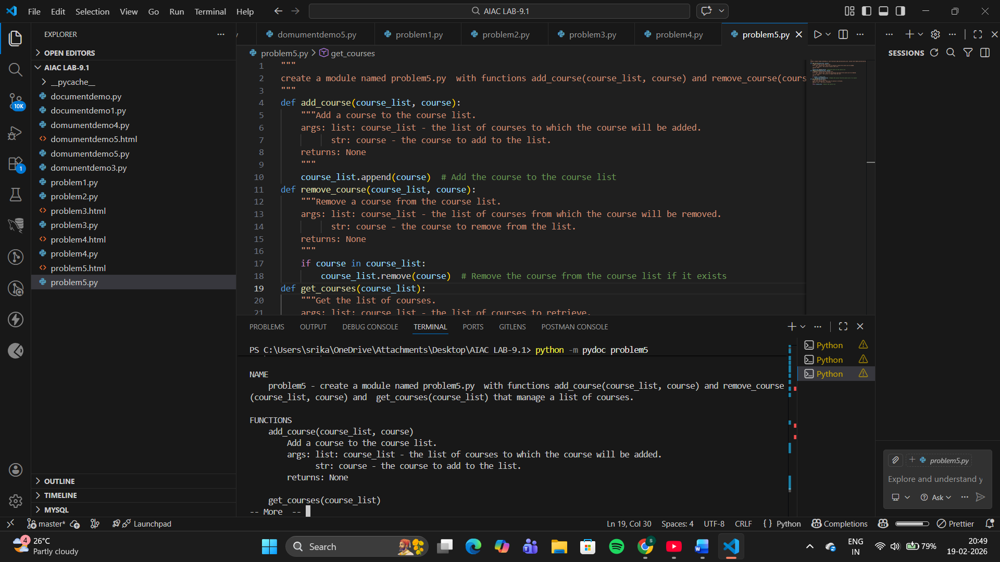 File Edit Selection View Go Run Terminal Help
AIAC LAB-9.1
EXPLORER
OPEN EDITORS
AIAC LAB-9.1
__pycache__
documentdemo.py
documentdemo1.py
domumentdemo4.py
domumentdemo5.html
domumentdemo5.py
domunentdemo3.py
problem1.py
problem2.py
problem3.html
problem3.py
problem4.html
problem4.py
problem5.html
problem5.py
OUTLINE
TIMELINE
MYSQL
10K
1
domumentdemo5.py problem1.py problem2.py problem3.py problem4.py problem5.py
problem5.py > get_courses
1 """
2 create a module named problem5.py  with functions add_course(course_list, course) and remove_course(cours
3 """
4 def add_course(course_list, course):
5 """Add a course to the course list.
6 args: list: course_list - the list of courses to which the course will be added.
7 str: course - the course to add to the list.
8 returns: None
9 """
10 course_list.append(course)  # Add the course to the course list
11 def remove_course(course_list, course):
12 """Remove a course from the course list.
13 args: list: course_list - the list of courses from which the course will be removed.
14 str: course - the course to remove from the list.
15 returns: None
16 """
17 if course in course_list:
18 course_list.remove(course)  # Remove the course from the course list if it exists
19 def get_courses(course_list):
20 """Get the list of courses.
21 args: list: course_list - the list of courses to retrieve.
PROBLEMS OUTPUT DEBUG CONSOLE TERMINAL PORTS GITLENS POSTMAN CONSOLE
PS C:\Users\srika\OneDrive\Attachments\Desktop\AIAC LAB-9.1> python -m pydoc problem5
NAME
problem5 - create a module named problem5.py  with functions add_course(course_list, course) and remove_course
(course_list, course) and  get_courses(course_list) that manage a list of courses.
FUNCTIONS
add_course(course_list, course)
Add a course to the course list.
args: list: course_list - the list of courses to which the course will be added.
str: course - the course to add to the list.
returns: None
get_courses(course_list)
-- More  --
Python
Python
Python
SESSIONS
problem5.py
Explore and understand y
Ask
master* Launchpad Ln 19, Col 30 Spaces: 4 UTF-8 CRLF { } Python Completions Prettier
4
26°C
Partly cloudy
Search
ENG
IN
79%
20:49
19-02-2026